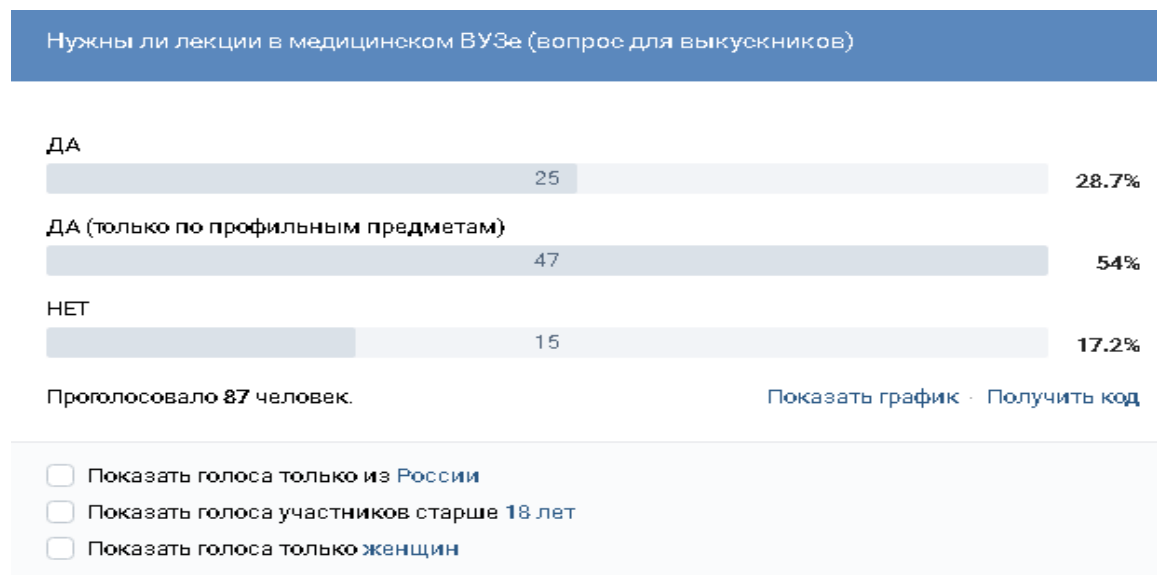 Нужны ли лекции в медицинском ВУЗе (вопрос для выкускников)
ДА
25
28.7%
ДА (только по профильным предметам)
47
54%
НЕТ
15
17.2%
Проголосовало 87 человек.
Показать график · Получить код
Показать голоса только из России
Показать голоса участников старше 18 лет
Показать голоса только женщин